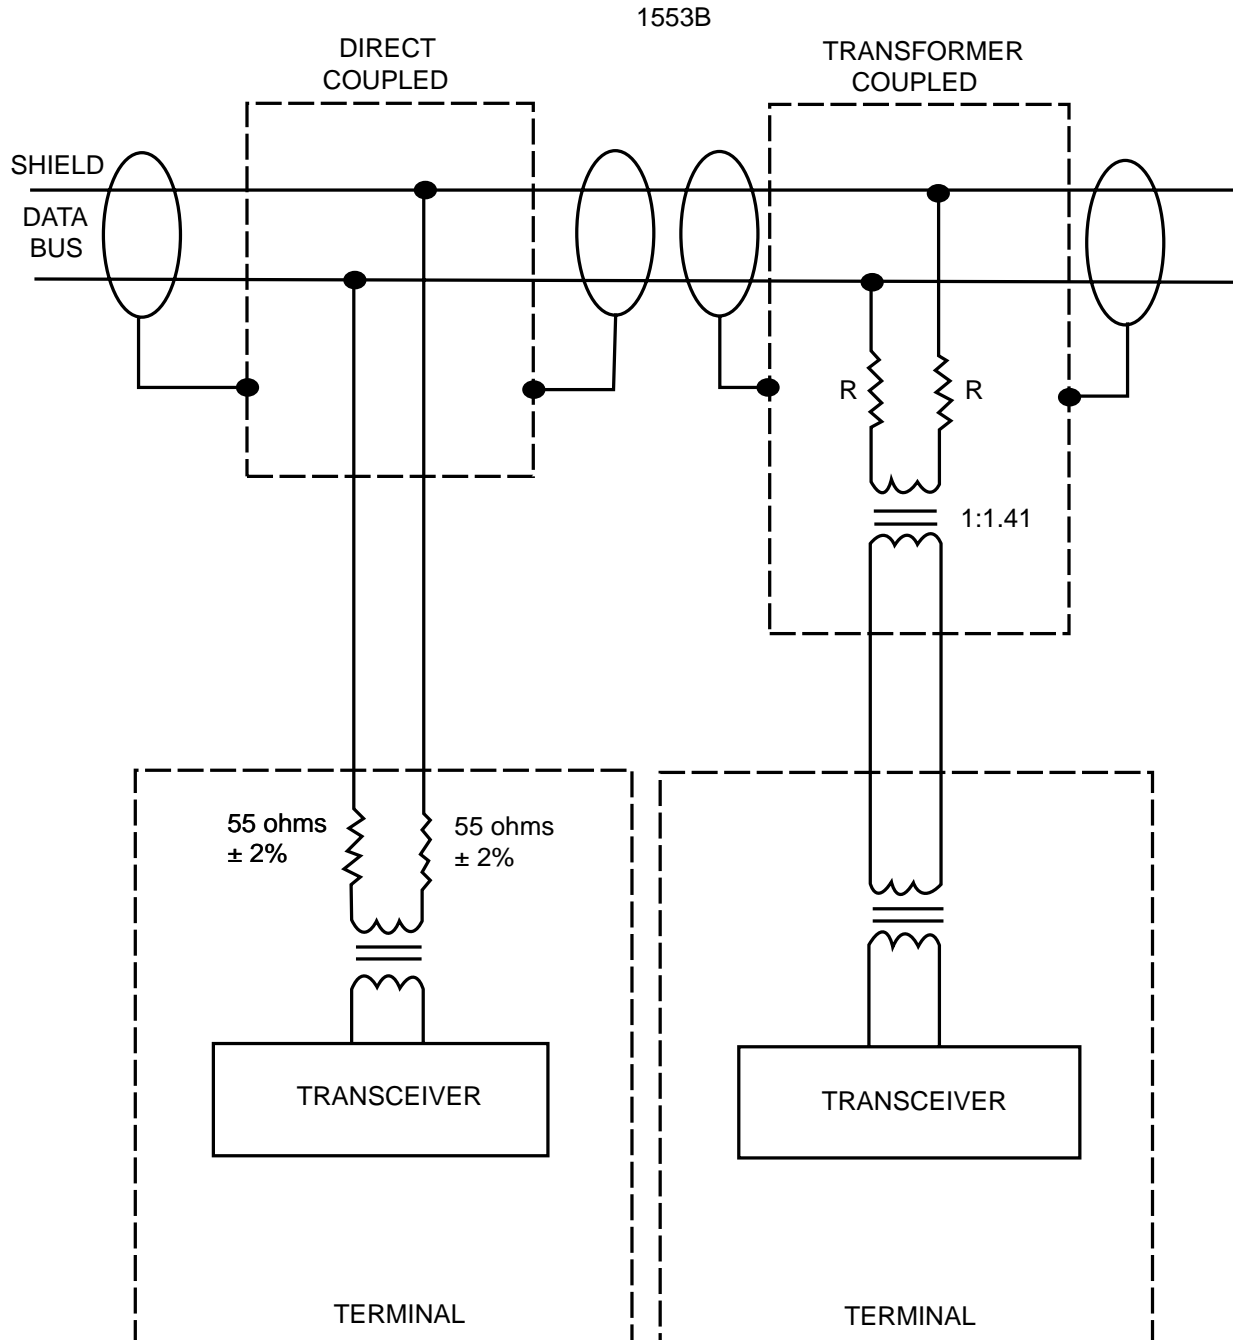 1553B
DIRECT
COUPLED
TRANSFORMER
COUPLED
SHIELD
DATA
BUS
R
R
1:1.41
55 ohms
± 2%
55 ohms
± 2%
TRANSCEIVER
TRANSCEIVER
TERMINAL
TERMINAL